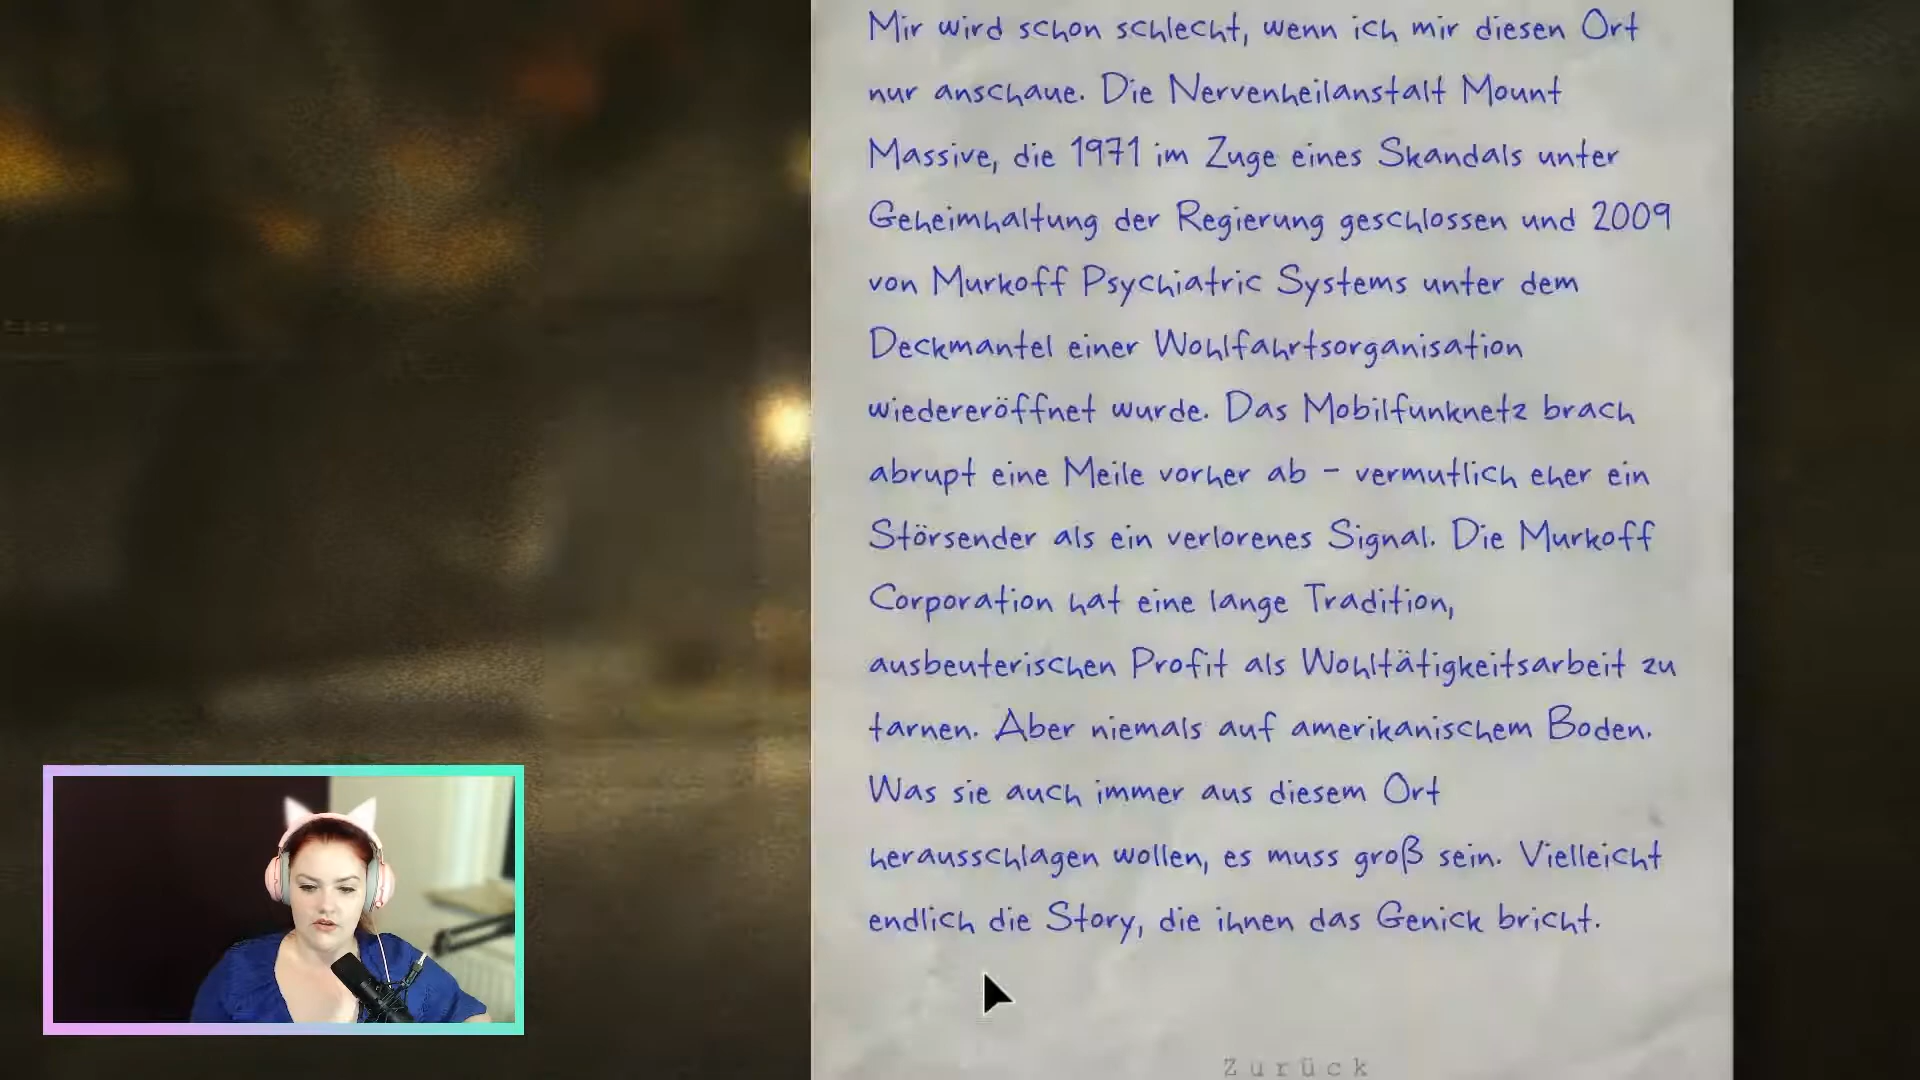 Mir wird schon schlecht, wenn ich mir diesen Ort
nur anschaue. Die Nervenheilanstalt Mount
Massive, die 1971 im Zuge eines Skandals unter
Geheimhaltung der Regierung geschlossen und 2009
von Murkoff Psychiatric Systems unter dem
Deckmantel einer Wohlfahrtsorganisation
wiedereröffnet wurde. Das Mobilfunknetz brach
abrupt eine Meile vorher ab - vermutlich eher ein
Störsender als ein verlorenes Signal. Die Murkoff
Corporation hat eine lange Tradition,
ausbeuterischen Profit als Wohltätigkeitsarbeit zu
tarnen. Aber niemals auf amerikanischem Boden.
Was sie auch immer aus diesem Ort
herausschlagen wollen, es muss groß sein. Vielleicht
endlich die Story, die ihnen das Genick bricht.
Zurück